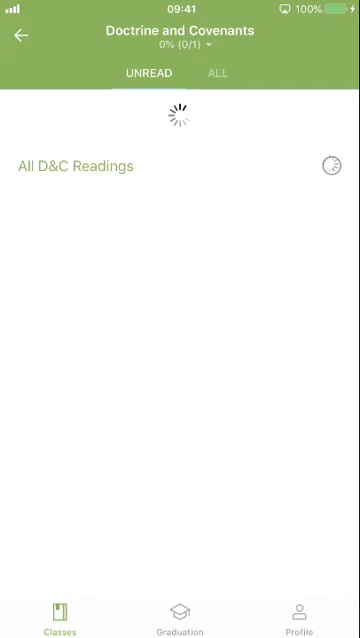 09:41
100%
Doctrine and Covenants
0% (0/1)
UNREAD ALL
All D&C Readings
Classes Graduation Profile